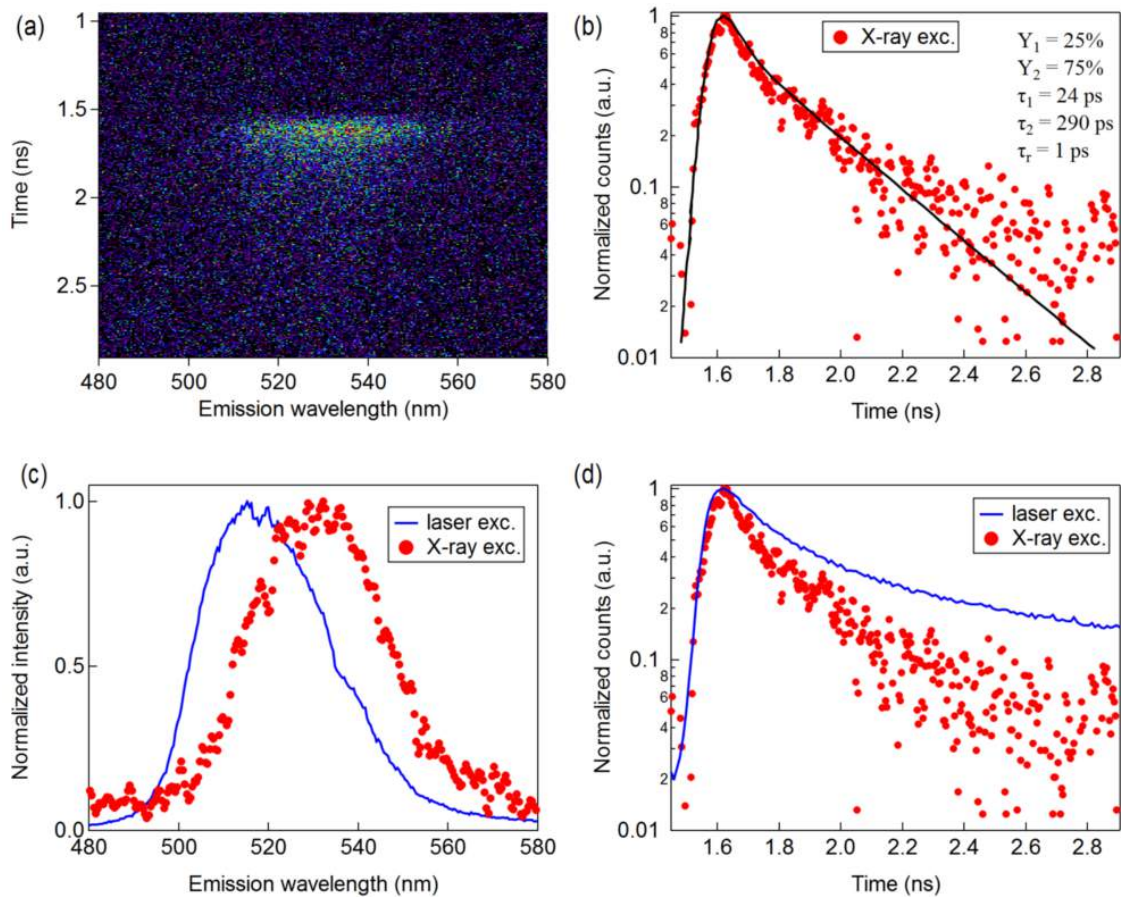 (a)
1
1.5
2
2.5
Time (ns)
480 500 520 540 560 580
Emission wavelength (nm)
(b)
X-ray exc.
Y1 = 25%
Y2 = 75%
τ1 = 24 ps
τ2 = 290 ps
τr = 1 ps
1
8
6
4
2
0.1
8
6
4
2
0.01
Normalized counts (a.u.)
1.6 1.8 2.0 2.2 2.4 2.6 2.8
Time (ns)
(c)
laser exc.
X-ray exc.
1.0
0.5
0.0
Normalized intensity (a.u.)
480 500 520 540 560 580
Emission wavelength (nm)
(d)
laser exc.
X-ray exc.
1
8
6
4
2
0.1
8
6
4
2
0.01
Normalized counts (a.u.)
1.6 1.8 2.0 2.2 2.4 2.6 2.8
Time (ns)